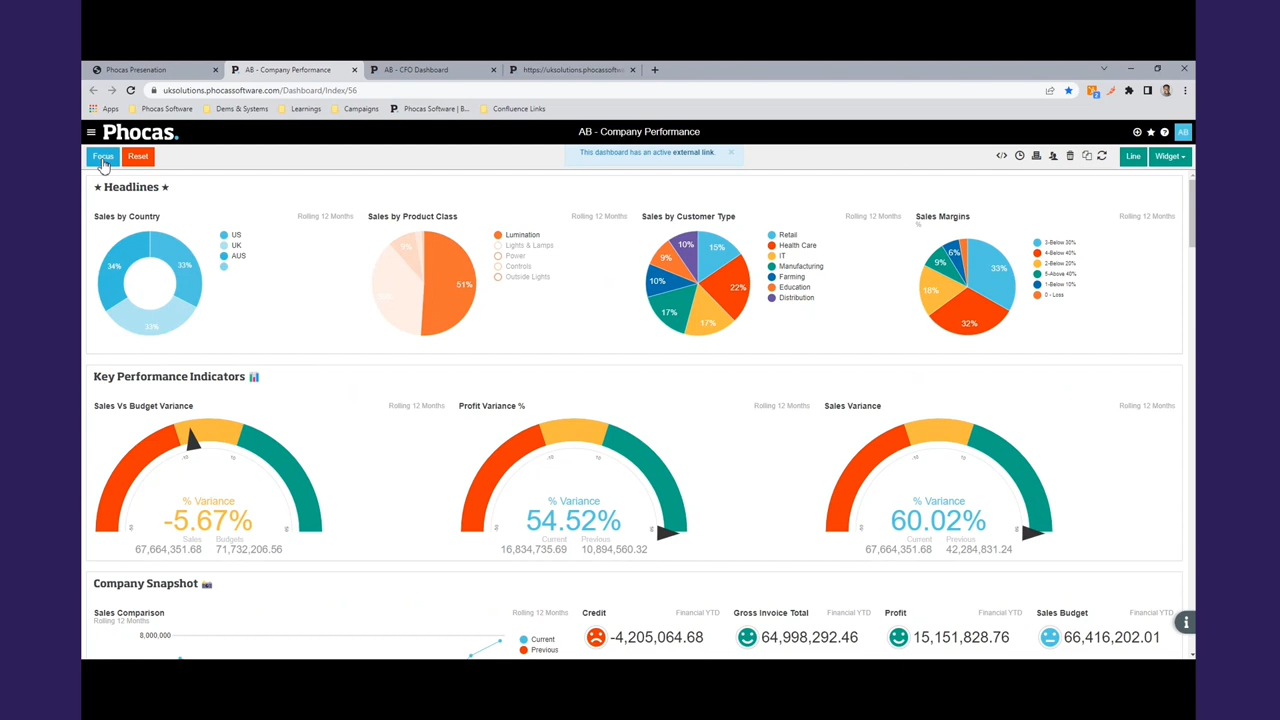 Phocas Presenation
AB - Company Performance
AB - CFO Dashboard
https://uksolutions.phocassoftw
uksolutions.phocassoftware.com/Dashboard/Index/56
Apps
Phocas Software
Dems & Systems
Learnings
Campaigns
Phocas Software | B...
Confluence Links
Phocas.
AB - Company Performance
AB
Focus
Reset
This dashboard has an active external link.
Line
Widget
★ Headlines ★
Sales by Country
Rolling 12 Months
34%
33%
33%
US
UK
AUS
Sales by Product Class
Rolling 12 Months
9%
51%
Lumination
Lights & Lamps
Power
Controls
Outside Lights
Sales by Customer Type
Rolling 12 Months
10%
15%
9%
10%
22%
17%
17%
Retail
Health Care
IT
Manufacturing
Farming
Education
Distribution
Sales Margins
%
Rolling 12 Months
6%
9%
33%
18%
32%
3-Below 30%
4-Below 40%
2-Below 20%
5-Above 40%
1-Below 10%
0 - Loss
Key Performance Indicators
Sales Vs Budget Variance
Rolling 12 Months
% Variance
-5.67%
Sales
Budgets
67,664,351.68
71,732,206.56
Profit Variance %
Rolling 12 Months
% Variance
54.52%
Current
Previous
16,834,735.69
10,894,560.32
Sales Variance
Rolling 12 Months
% Variance
60.02%
Current
Previous
67,664,351.68
42,284,831.24
Company Snapshot
Sales Comparison
Rolling 12 Months
Rolling 12 Months
8,000,000
Current
Previous
Credit
Financial YTD
-4,205,064.68
Gross Invoice Total
Financial YTD
64,998,292.46
Profit
Financial YTD
15,151,828.76
Sales Budget
Financial YTD
66,416,202.01